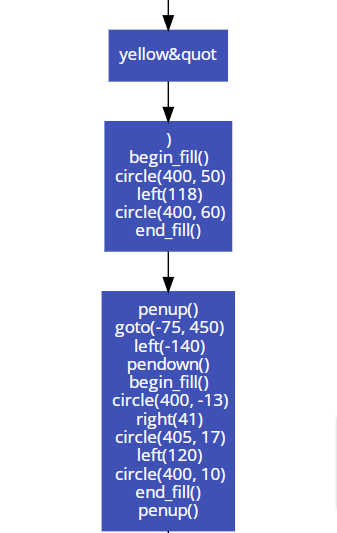 yellow&quot
)
begin_fill()
circle(400, 50)
left(118)
circle(400, 60)
end_fill()
penup()
goto(-75, 450)
left(-140)
pendown()
begin_fill()
circle(400, -13)
right(41)
circle(405, 17)
left(120)
circle(400, 10)
end_fill()
penup()